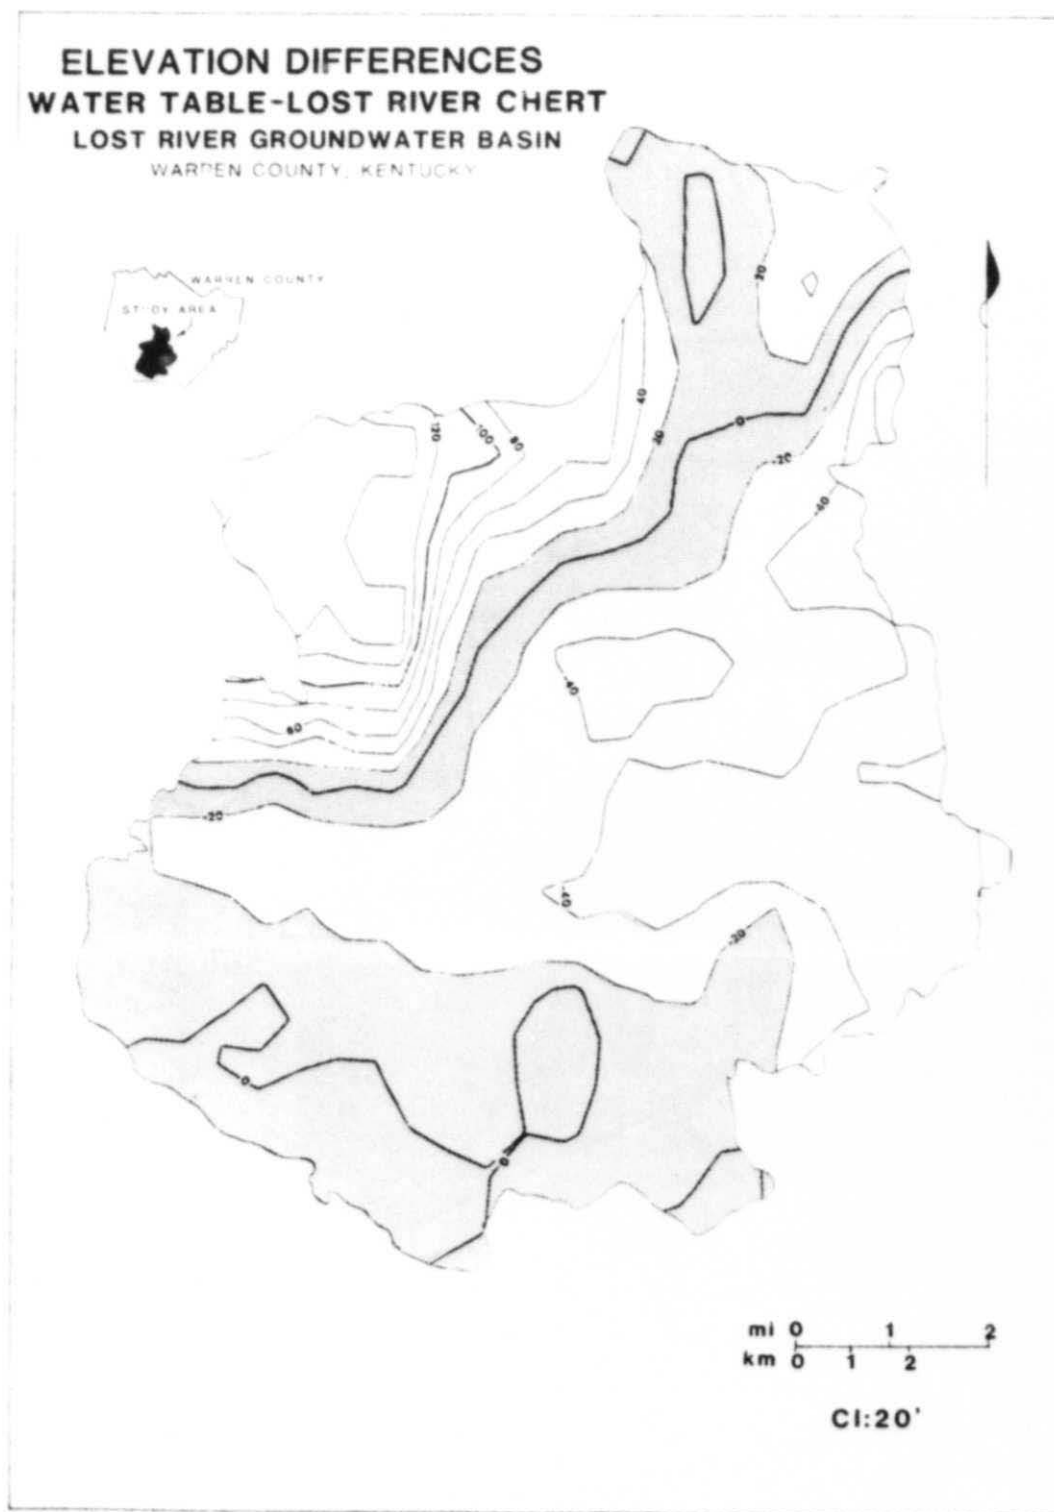 ELEVATION DIFFERENCES
WATER TABLE-LOST RIVER CHERT
LOST RIVER GROUNDWATER BASIN
WARREN COUNTY, KENTUCKY
WARREN COUNTY
STUDY AREA
20
40
120
100
80
20
0
-20
-40
-40
60
-20
-40
-20
0
0
mi 0 1 2
km 0 1 2
CI:20'